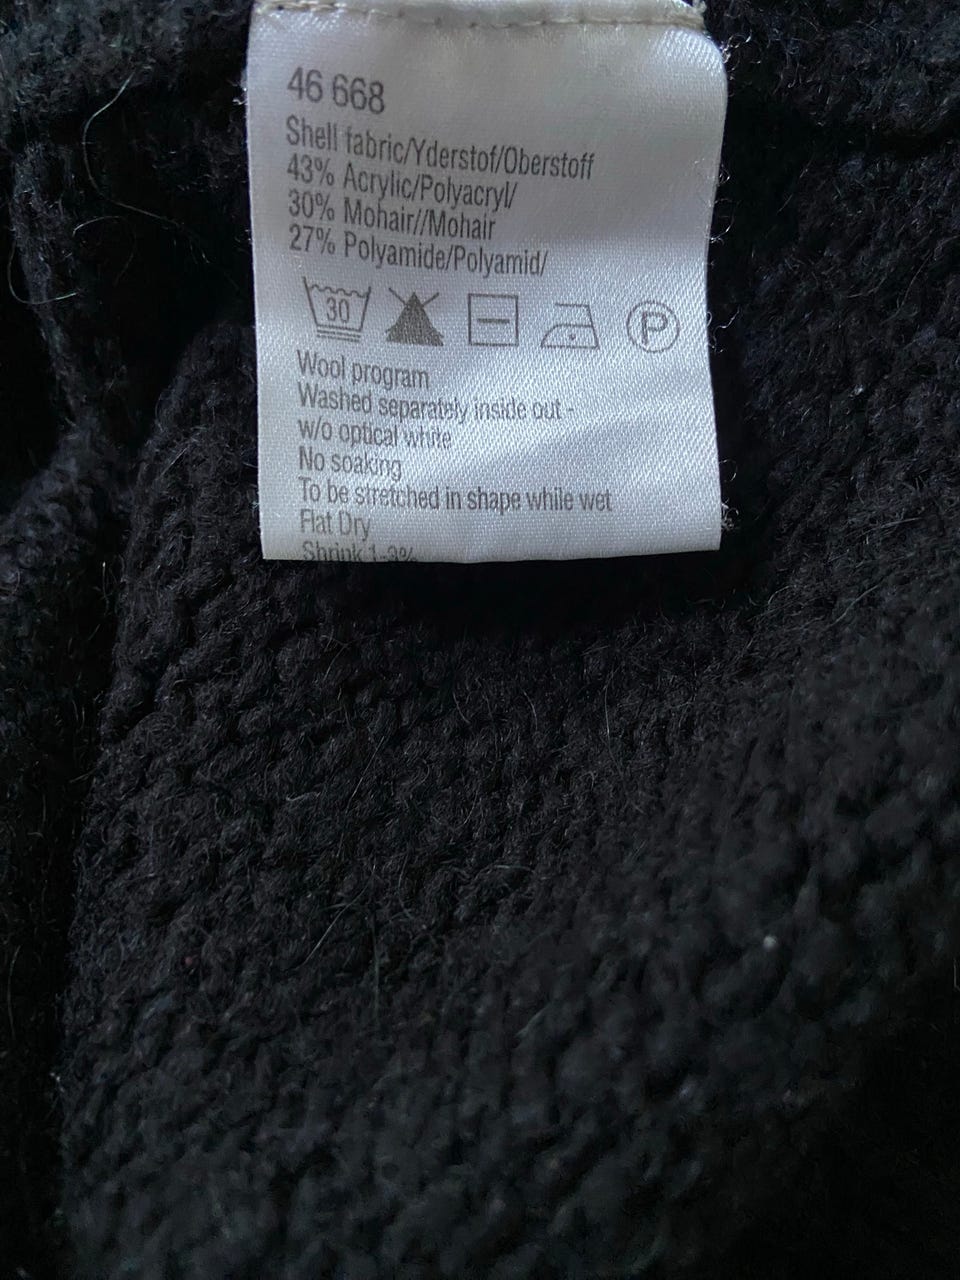 46 668
Shell fabric/Yderstof/Oberstoff
43% Acrylic/Polyacryl/
30% Mohair//Mohair
27% Polyamide/Polyamid/
30 P
Wool program
Washed separately inside out -
w/o optical white
No soaking
To be stretched in shape while wet
Flat Dry
Shrink